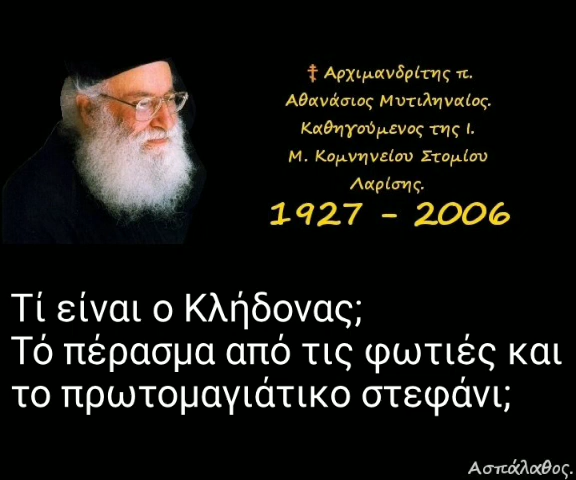 ☦ Αρχιμανδρίτης π.
Αθανάσιος Μυτιληναίος.
Καθηγούμενος της Ι.
Μ. Κομνηνείου Στομίου
Λαρίσης.
1927 - 2006
Τί είναι ο Κλήδονας;
Τό πέρασμα από τις φωτιές και
το πρωτομαγιάτικο στεφάνι;
Ασπάλαθος.